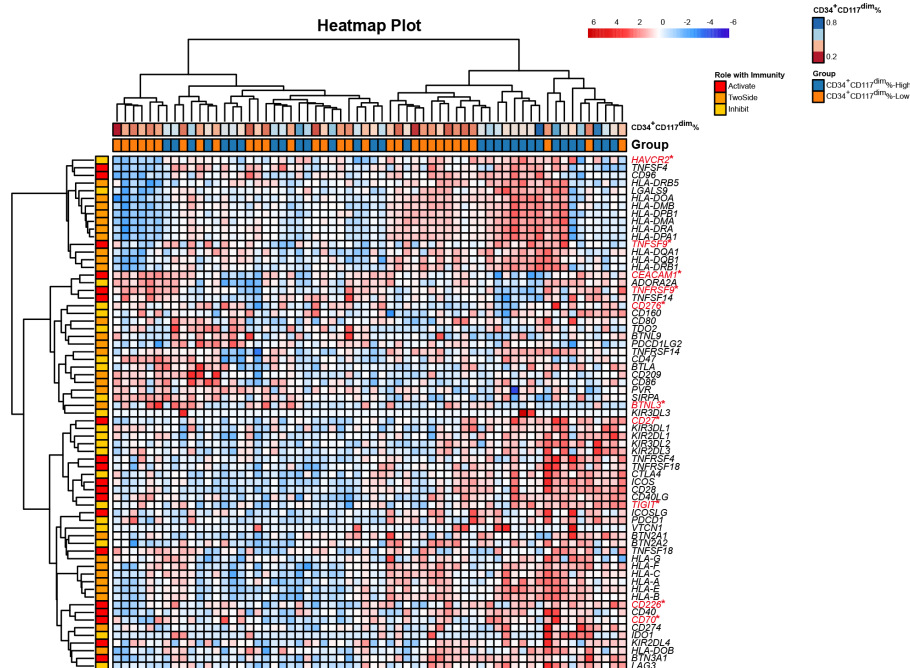 Heatmap Plot
6 4 2 0 -2 -4 -6
CD34+CD117dim%
0.8
0.2
Role with Immunity
Activate
TwoSide
Inhibit
Group
CD34+CD117dim%-High
CD34+CD117dim%-Low
CD34+CD117dim%
Group
HAVCR2*
TNFSF4
CD96
HLA-DRB5
LGALS9
HLA-DOA
HLA-DMB
HLA-DPB1
HLA-DMA
HLA-DRA
HLA-DPA1
TNFSF9*
HLA-DQA1
HLA-DQB1
HLA-DRB1
CEACAM1*
ADORA2A
TNFRSF9*
TNFSF14
CD276*
CD160
CD80
TDO2
BTNL9
PDCD1LG2
TNFRSF14
CD47
BTLA
CD209
CD86
PVR
SIRPA
BTNL3*
KIR3DL3
CD27*
KIR3DL1
KIR2DL1
KIR3DL2
KIR2DL3
TNFRSF4
TNFRSF18
CTLA4
ICOS
CD28
CD40LG
TIGIT*
ICOSLG
PDCD1
VTCN1
BTN2A1
BTN2A2
TNFSF18
HLA-G
HLA-F
HLA-C
HLA-A
HLA-E
HLA-B
CD226*
CD40
CD70*
CD274
IDO1
KIR2DL4
HLA-DOB
BTN3A1
LAG3